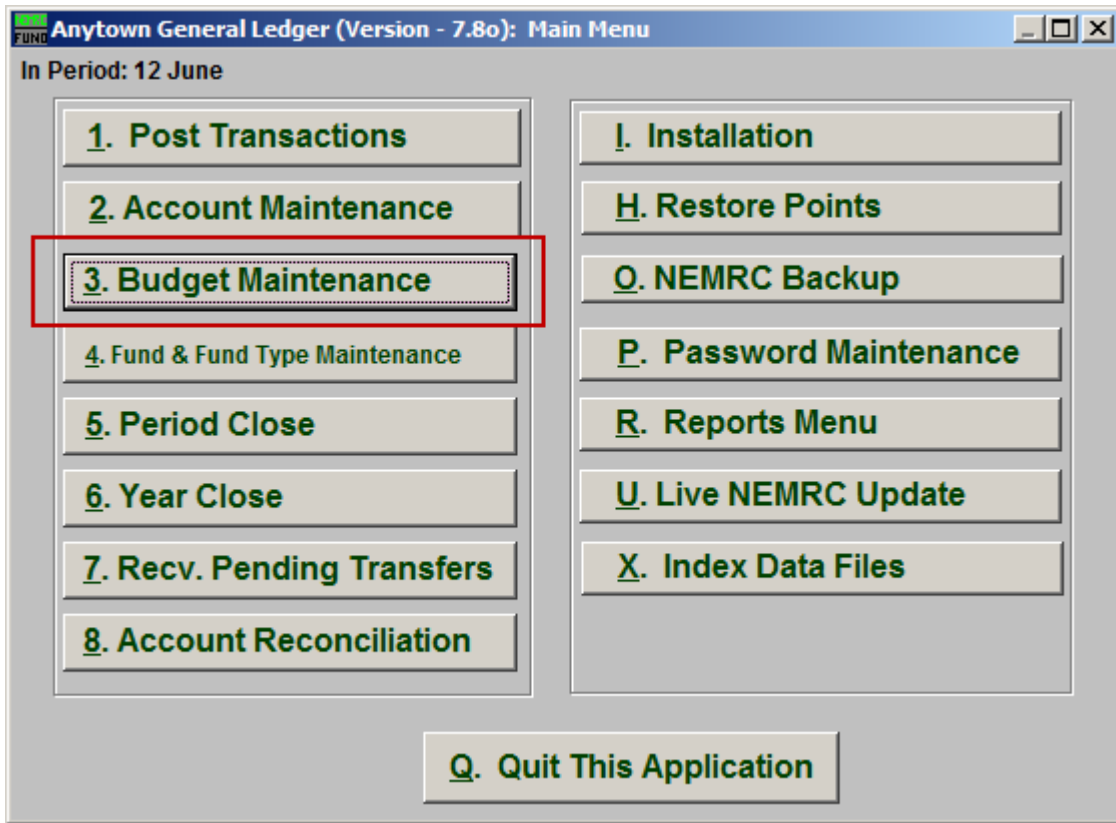 NEMRC
FUND
Anytown General Ledger (Version - 7.8o): Main Menu
In Period: 12 June
1. Post Transactions
2. Account Maintenance
3. Budget Maintenance
4. Fund & Fund Type Maintenance
5. Period Close
6. Year Close
7. Recv. Pending Transfers
8. Account Reconciliation
I. Installation
H. Restore Points
O. NEMRC Backup
P. Password Maintenance
R. Reports Menu
U. Live NEMRC Update
X. Index Data Files
Q. Quit This Application